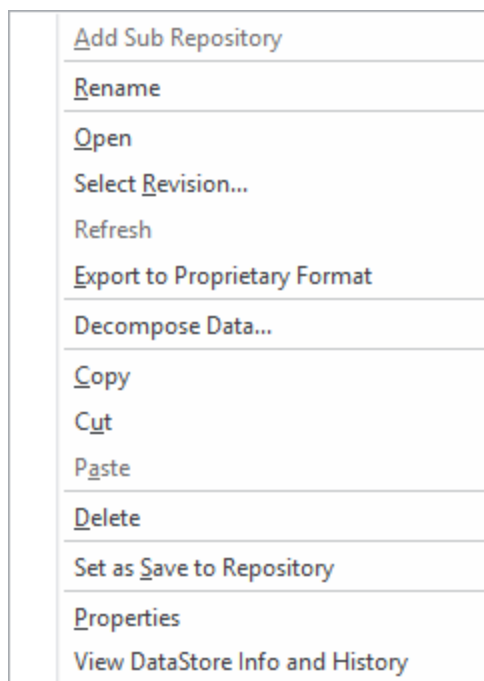 Add Sub Repository
Rename
Open
Select Revision...
Refresh
Export to Proprietary Format
Decompose Data...
Copy
Cut
Paste
Delete
Set as Save to Repository
Properties
View DataStore Info and History